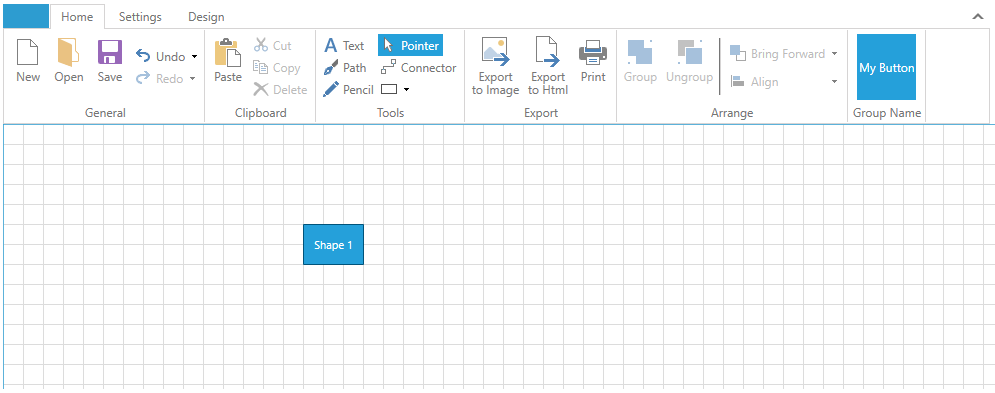 Home Settings Design
New Open Save Undo Redo
Paste Cut Copy Delete
Text Pointer
Path Connector
Pencil
Export to Image
Export to Html
Print
Group Ungroup
Bring Forward
Align
My Button
General Clipboard Tools Export Arrange Group Name
Shape 1